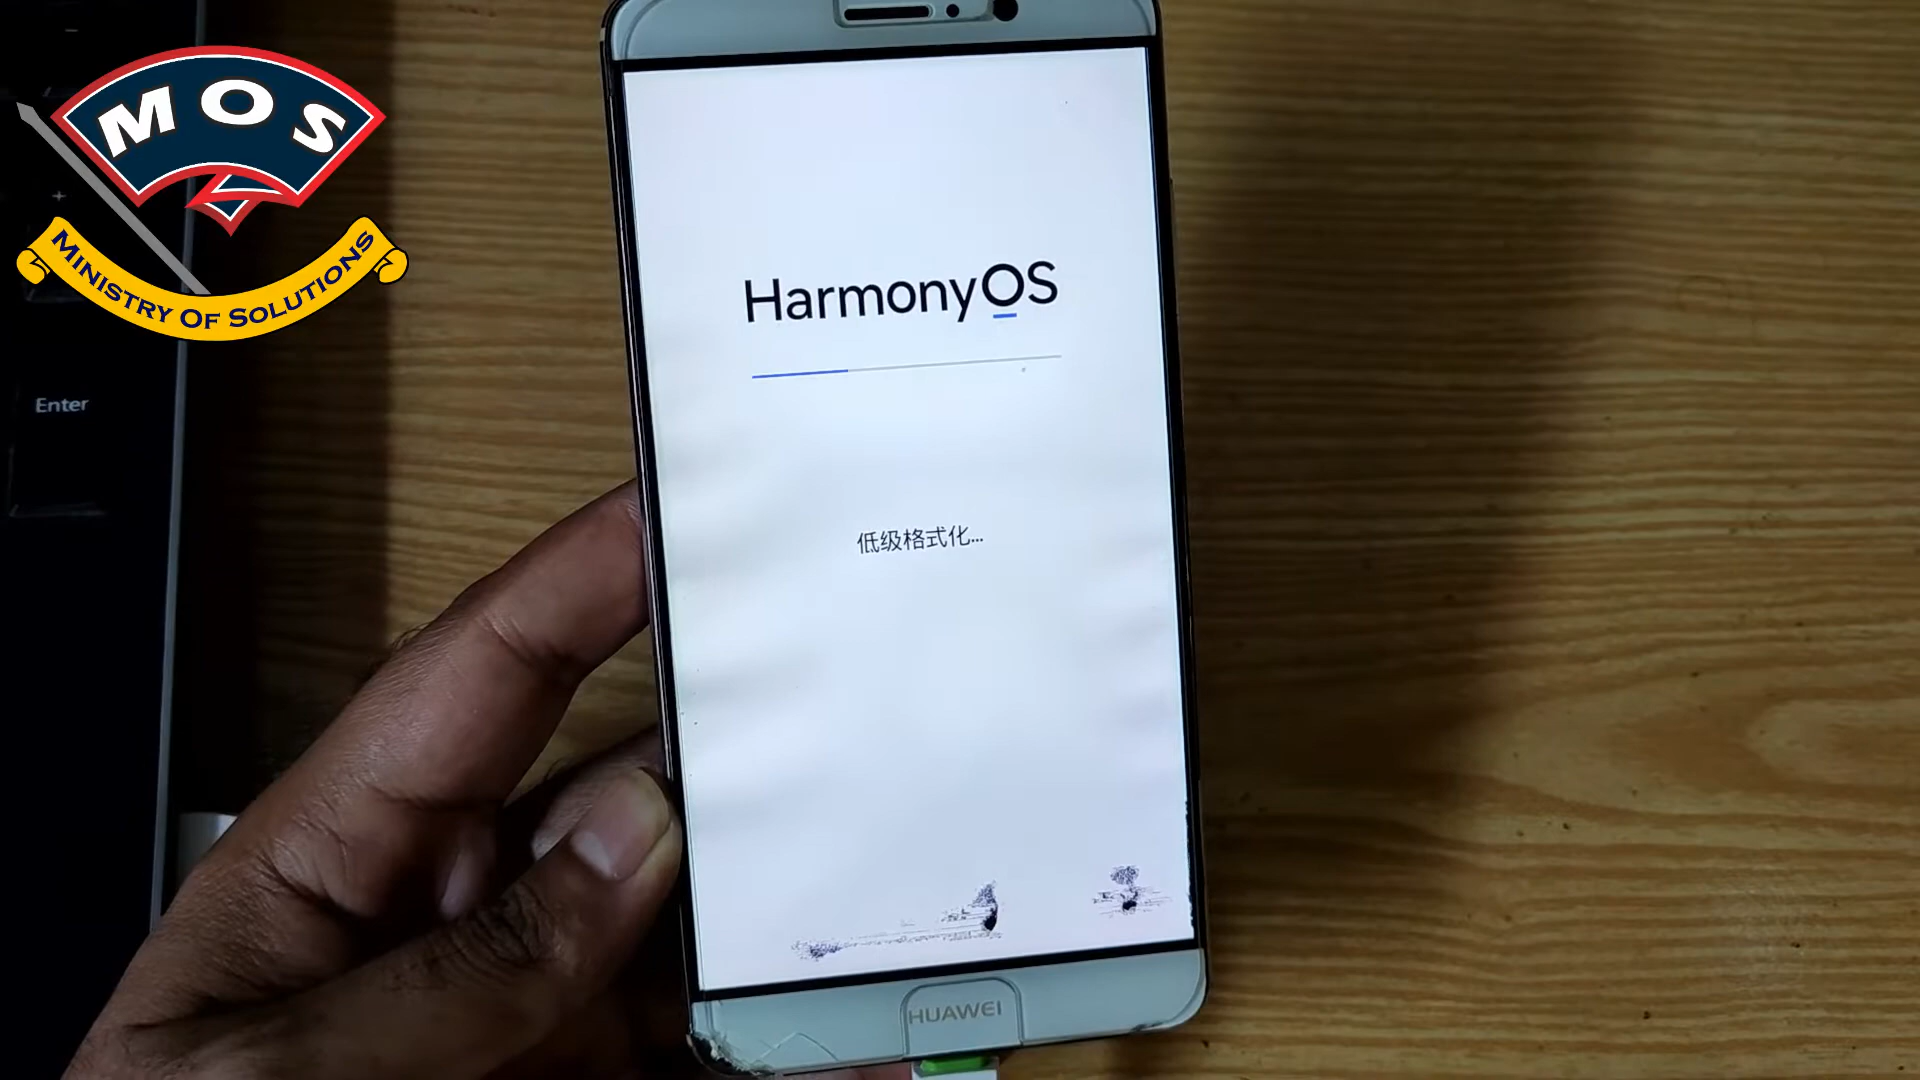 MOS
MINISTRY OF SOLUTIONS
Enter
HarmonyOS
低级格式化...
HUAWEI